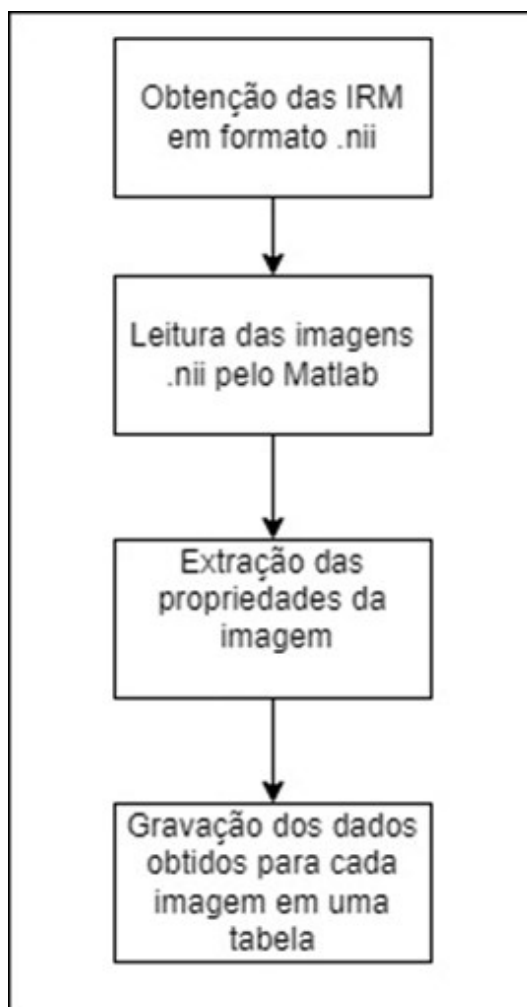 Obtenção das IRM
em formato .nii
Leitura das imagens
.nii pelo Matlab
Extração das
propriedades da
imagem
Gravação dos dados
obtidos para cada
imagem em uma
tabela